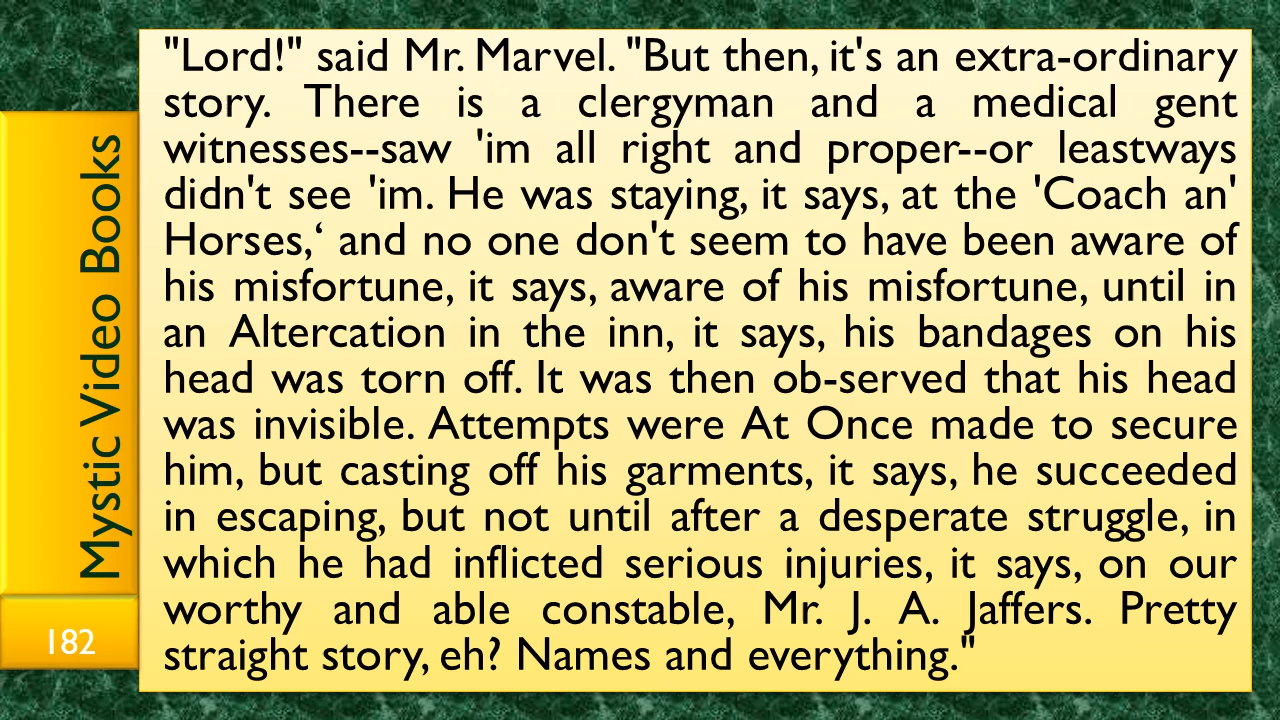 "Lord!" said Mr. Marvel. "But then, it's an extra-ordinary
story. There is a clergyman and a medical gent
witnesses--saw 'im all right and proper--or leastways
didn't see 'im. He was staying, it says, at the 'Coach an'
Horses,‘ and no one don't seem to have been aware of
his misfortune, it says, aware of his misfortune, until in
an Altercation in the inn, it says, his bandages on his
head was torn off. It was then ob-served that his head
was invisible. Attempts were At Once made to secure
him, but casting off his garments, it says, he succeeded
in escaping, but not until after a desperate struggle, in
which he had inflicted serious injuries, it says, on our
worthy and able constable, Mr. J. A. Jaffers. Pretty
straight story, eh? Names and everything."
Mystic Video Books
182